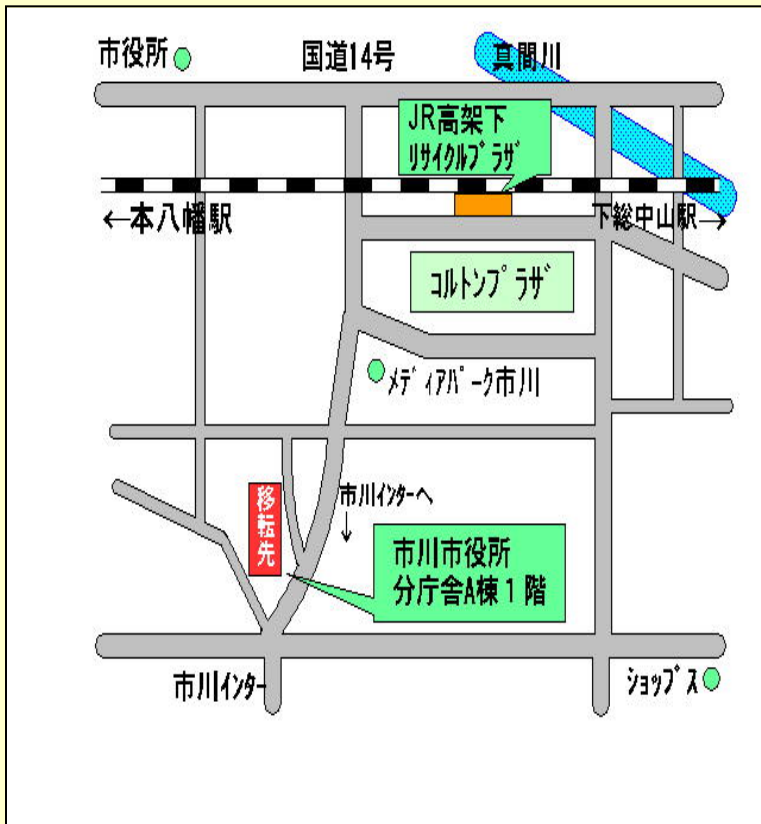 市役所
国道14号
真間川
JR高架下
リサイクルプラザ
←本八幡駅
下総中山駅→
コルトンプラザ
メディアパーク市川
移転先
市川インターへ
↓
市川市役所
分庁舎A棟1階
市川インター
ショップス